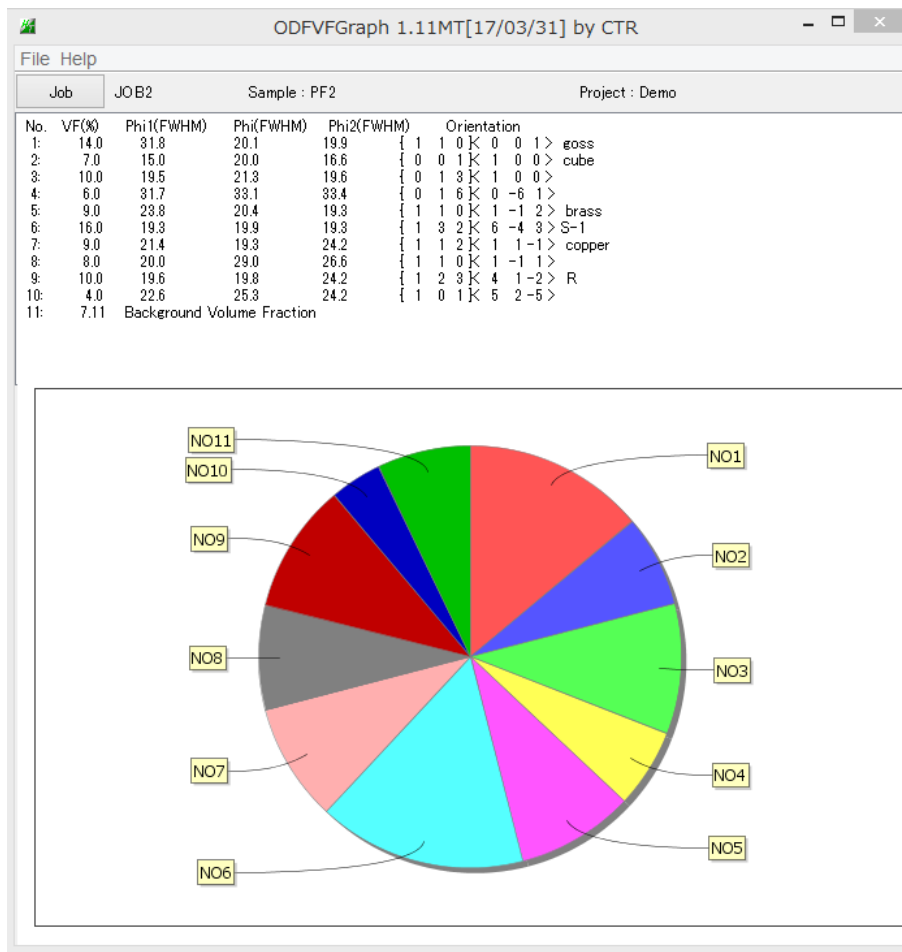 ODFVFGraph 1.11MT[17/03/31] by CTR
File Help
Job JOB2 Sample : PF2 Project : Demo
No. VF(%) Phi1(FWHM) Phi(FWHM) Phi2(FWHM) Orientation
1: 14.0 31.8 20.1 19.9 { 1 1 0}< 0 0 1> goss
2: 7.0 15.0 20.0 16.6 { 0 0 1}< 1 0 0> cube
3: 10.0 19.5 21.3 19.6 { 0 1 3}< 1 0 0>
4: 6.0 31.7 33.1 33.4 { 0 1 6}< 0 -6 1>
5: 9.0 23.8 20.4 19.3 { 1 1 0}< 1 -1 2> brass
6: 16.0 19.3 19.9 19.3 { 1 3 2}< 6 -4 3>S-1
7: 9.0 21.4 19.3 24.2 { 1 1 2}< 1 1 -1> copper
8: 8.0 20.0 29.0 26.6 { 1 1 0}< 1 -1 1>
9: 10.0 19.6 19.8 24.2 { 1 2 3}< 4 1 -2> R
10: 4.0 22.6 25.3 24.2 { 1 0 1}< 5 2 -5>
11: 7.11 Background Volume Fraction
NO11
NO1
NO10
NO9
NO2
NO8
NO3
NO7
NO4
NO5
NO6